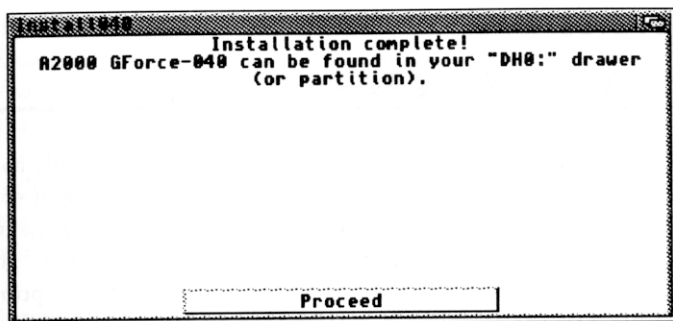 Install040
Installation complete!
A2000 GForce-040 can be found in your "DH0:" drawer
(or partition).
Proceed